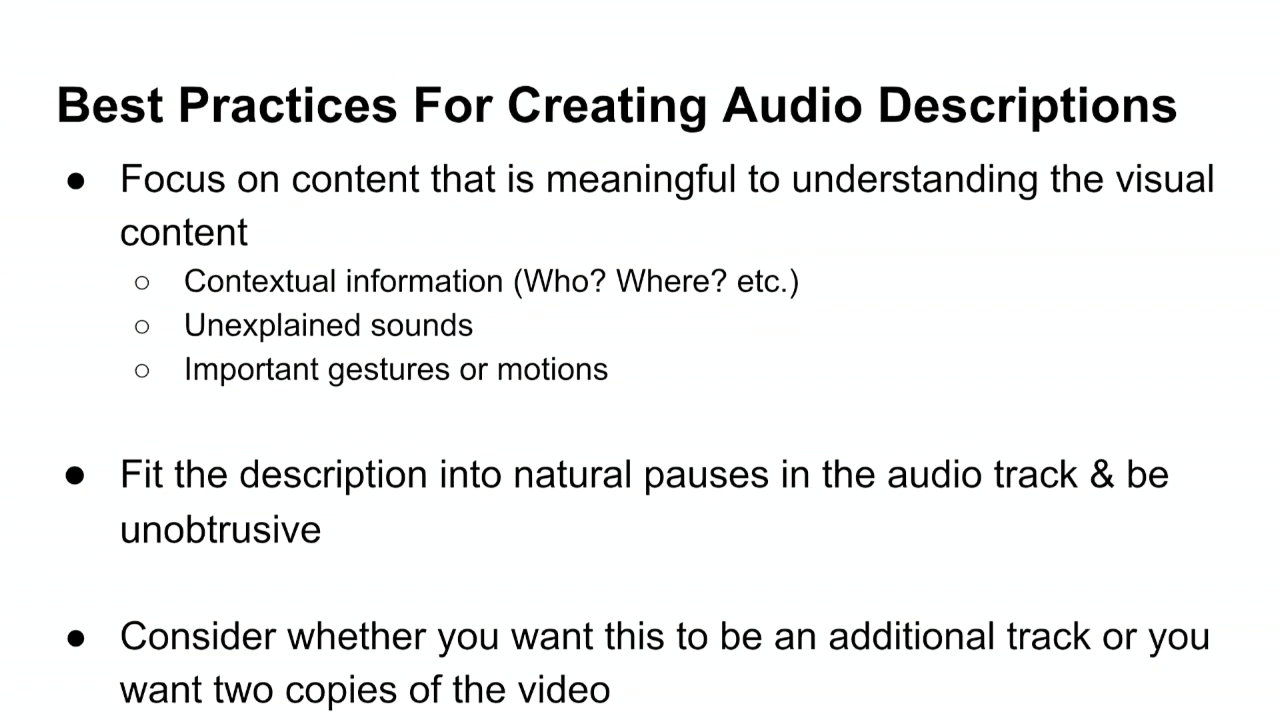 Best Practices For Creating Audio Descriptions
● Focus on content that is meaningful to understanding the visual
content
○ Contextual information (Who? Where? etc.)
○ Unexplained sounds
○ Important gestures or motions
● Fit the description into natural pauses in the audio track & be
unobtrusive
● Consider whether you want this to be an additional track or you
want two copies of the video